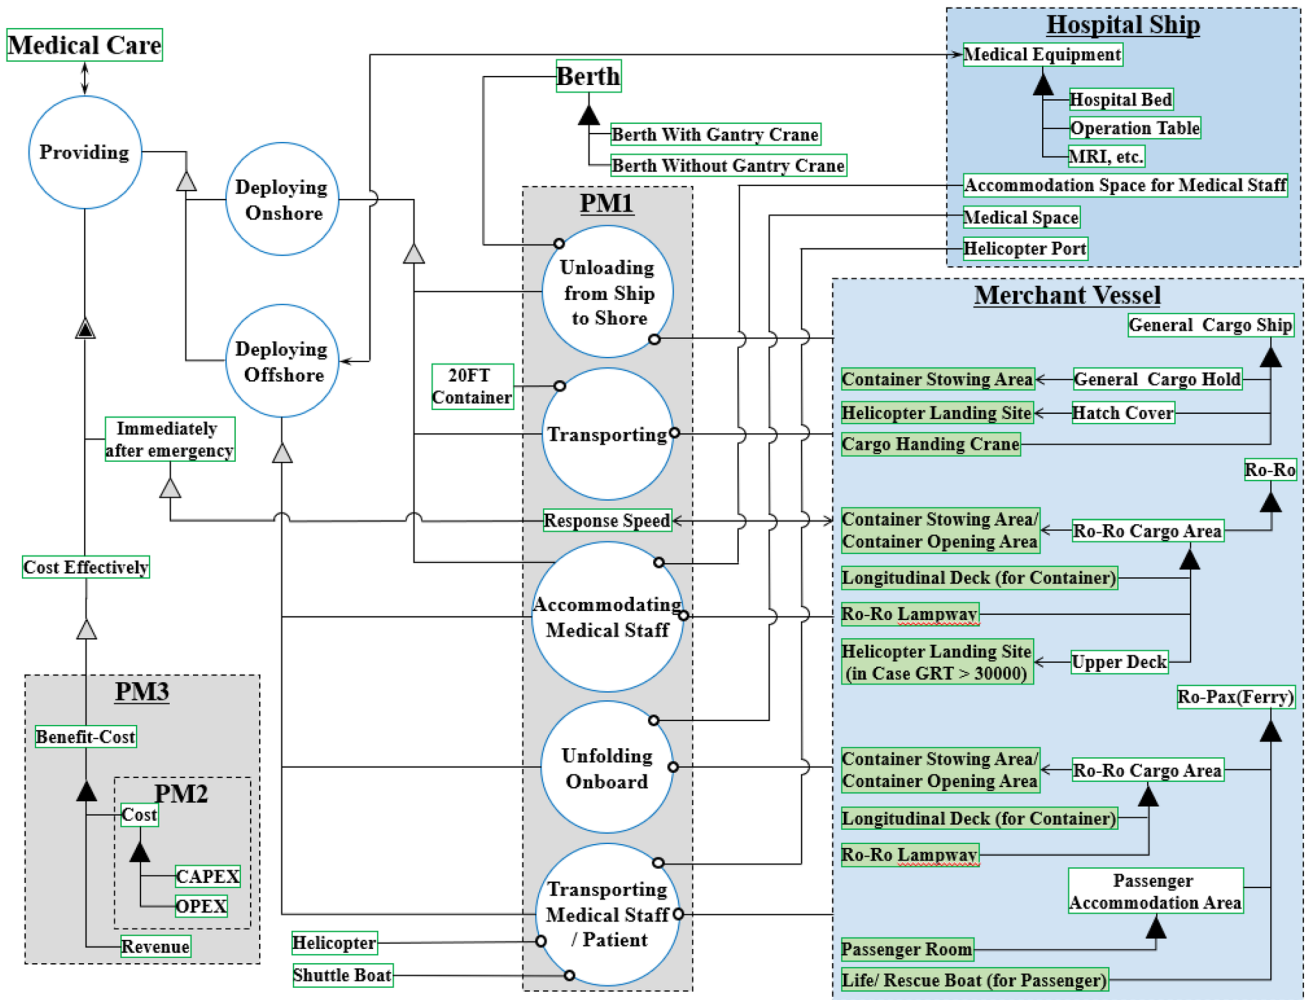 Medical Care
Providing
Deploying
Onshore
Deploying
Offshore
Immediately
after emergency
Cost Effectively
PM3
Benefit-Cost
PM2
Cost
CAPEX
OPEX
Revenue
Berth
Berth With Gantry Crane
Berth Without Gantry Crane
PM1
Unloading
from Ship
to Shore
20FT
Container
Transporting
Response Speed
Accommodating
Medical Staff
Unfolding
Onboard
Transporting
Medical Staff
/ Patient
Helicopter
Shuttle Boat
Hospital Ship
Medical Equipment
Hospital Bed
Operation Table
MRI, etc.
Accommodation Space for Medical Staff
Medical Space
Helicopter Port
Merchant Vessel
General Cargo Ship
Container Stowing Area
General Cargo Hold
Helicopter Landing Site
Hatch Cover
Cargo Handing Crane
Ro-Ro
Container Stowing Area/
Container Opening Area
Ro-Ro Cargo Area
Longitudinal Deck (for Container)
Ro-Ro Lampway
Helicopter Landing Site
(in Case GRT > 30000)
Upper Deck
Ro-Pax(Ferry)
Container Stowing Area/
Container Opening Area
Ro-Ro Cargo Area
Longitudinal Deck (for Container)
Ro-Ro Lampway
Passenger
Accommodation Area
Passenger Room
Life/ Rescue Boat (for Passenger)